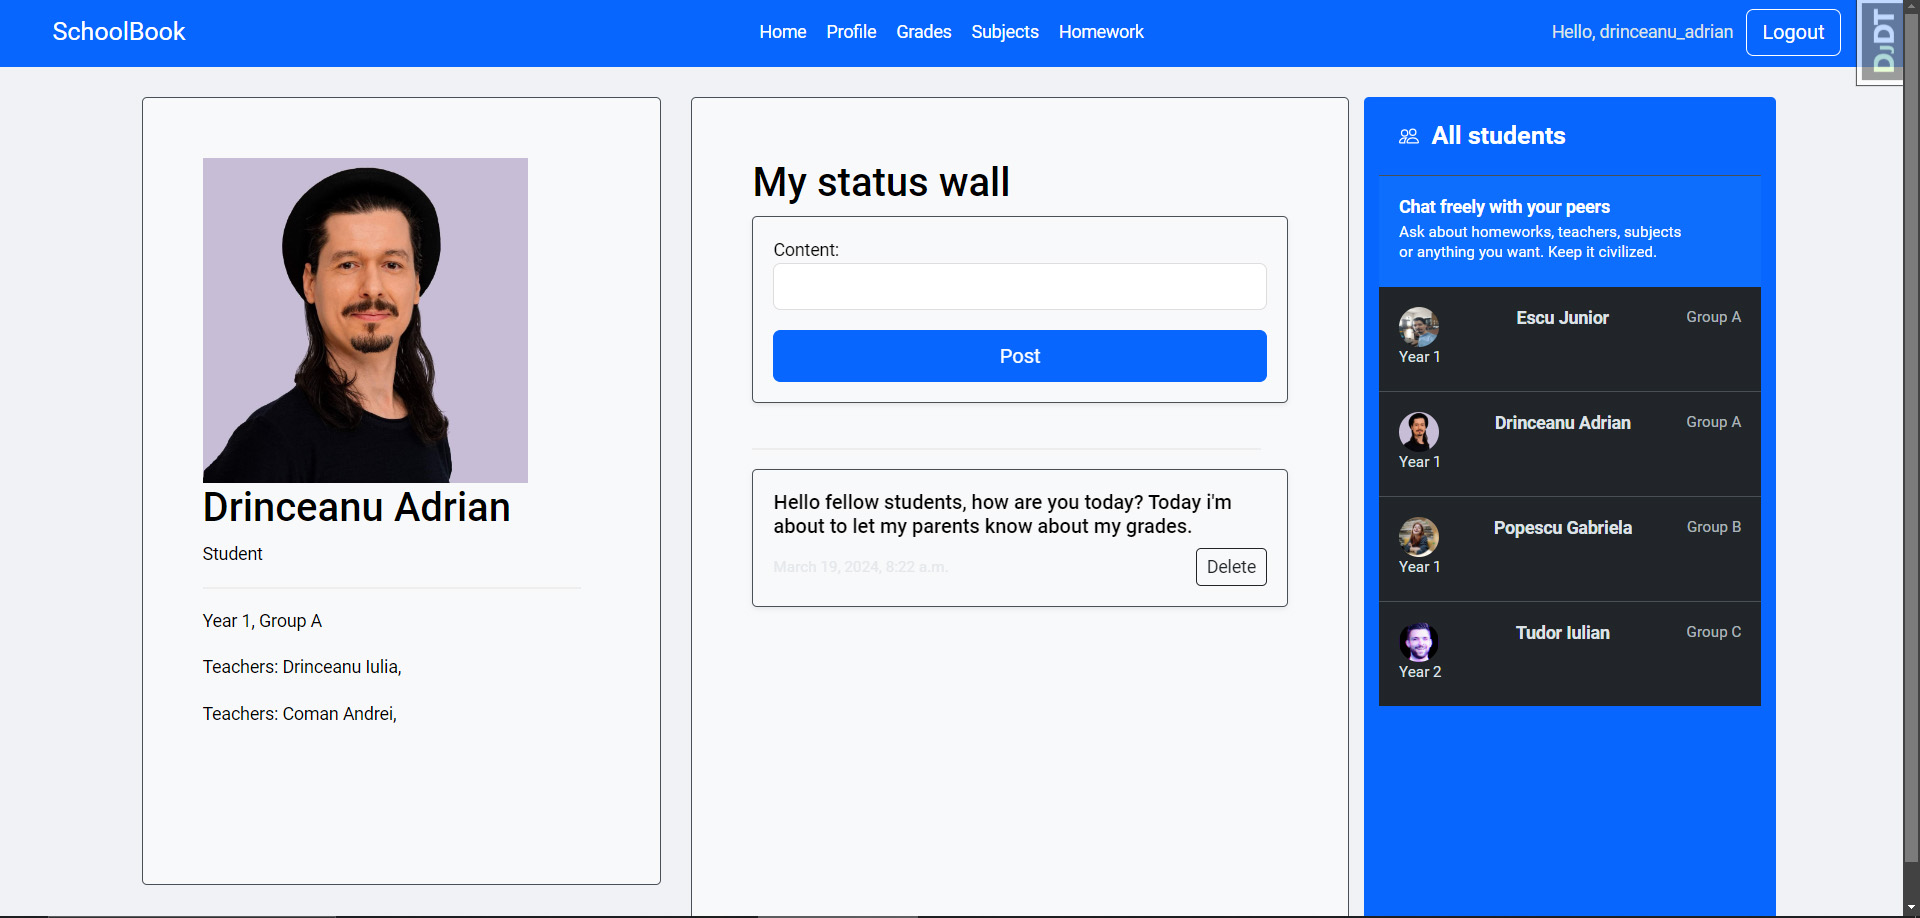 SchoolBook
Home Profile Grades Subjects Homework
Hello, drinceanu_adrian
Logout
DjDT
Drinceanu Adrian
Student
Year 1, Group A
Teachers: Drinceanu Iulia,
Teachers: Coman Andrei,
My status wall
Content:
Post
Hello fellow students, how are you today? Today i'm
about to let my parents know about my grades.
March 19, 2024, 8:22 a.m.
Delete
All students
Chat freely with your peers
Ask about homeworks, teachers, subjects
or anything you want. Keep it civilized.
Escu Junior
Group A
Year 1
Drinceanu Adrian
Group A
Year 1
Popescu Gabriela
Group B
Year 1
Tudor Iulian
Group C
Year 2